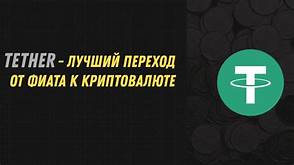 TETHER – ЛУЧШИЙ ПЕРЕХОД
ОТ ФИАТА К КРИПТОВАЛЮТЕ